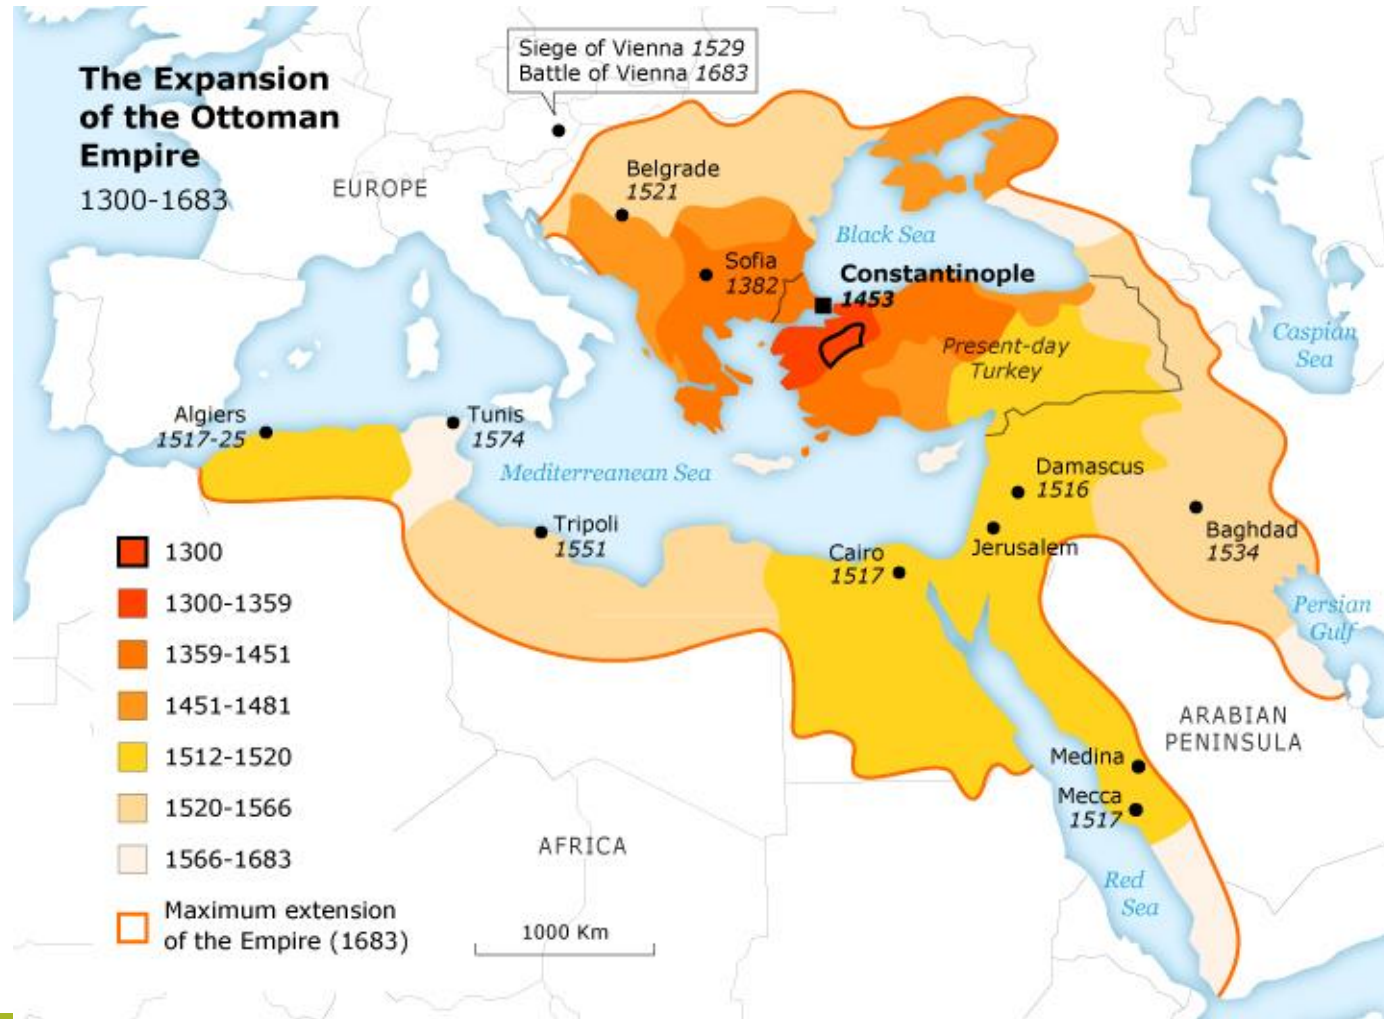 Siege of Vienna 1529
Battle of Vienna 1683
The Expansion
of the Ottoman
Empire
1300-1683
EUROPE
Belgrade
1521
Black Sea
Sofia
1382
Constantinople
1453
Caspian
Sea
Present-day
Turkey
Algiers
1517-25
Tunis
1574
Mediterreanean Sea
Damascus
1516
Tripoli
1551
Baghdad
1534
Cairo
1517
Jerusalem
Persian
Gulf
1300
1300-1359
1359-1451
1451-1481
1512-1520
1520-1566
1566-1683
Maximum extension
of the Empire (1683)
ARABIAN
PENINSULA
Medina
Mecca
1517
AFRICA
Red
Sea
1000 Km